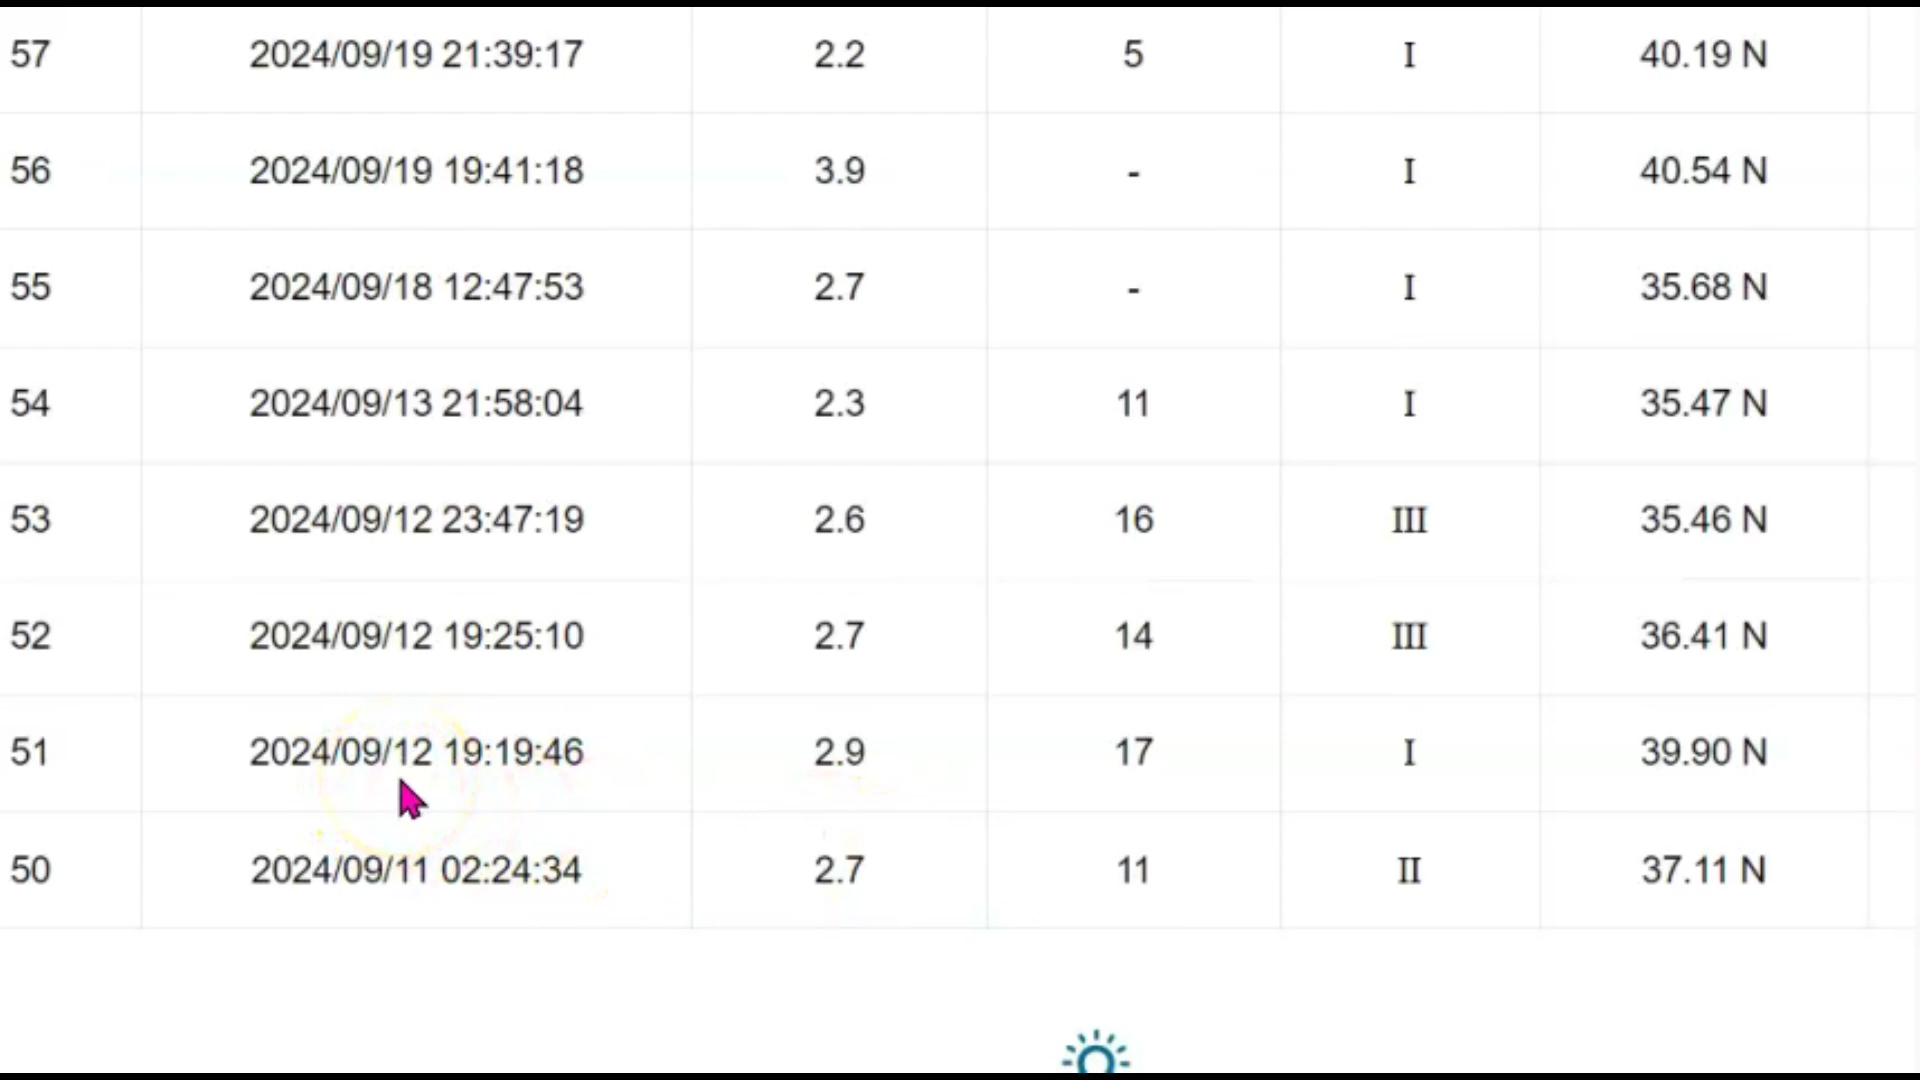 57 2024/09/19 21:39:17 2.2 5 Ⅰ 40.19 N
56 2024/09/19 19:41:18 3.9 - Ⅰ 40.54 N
55 2024/09/18 12:47:53 2.7 - Ⅰ 35.68 N
54 2024/09/13 21:58:04 2.3 11 Ⅰ 35.47 N
53 2024/09/12 23:47:19 2.6 16 Ⅲ 35.46 N
52 2024/09/12 19:25:10 2.7 14 Ⅲ 36.41 N
51 2024/09/12 19:19:46 2.9 17 Ⅰ 39.90 N
50 2024/09/11 02:24:34 2.7 11 Ⅱ 37.11 N